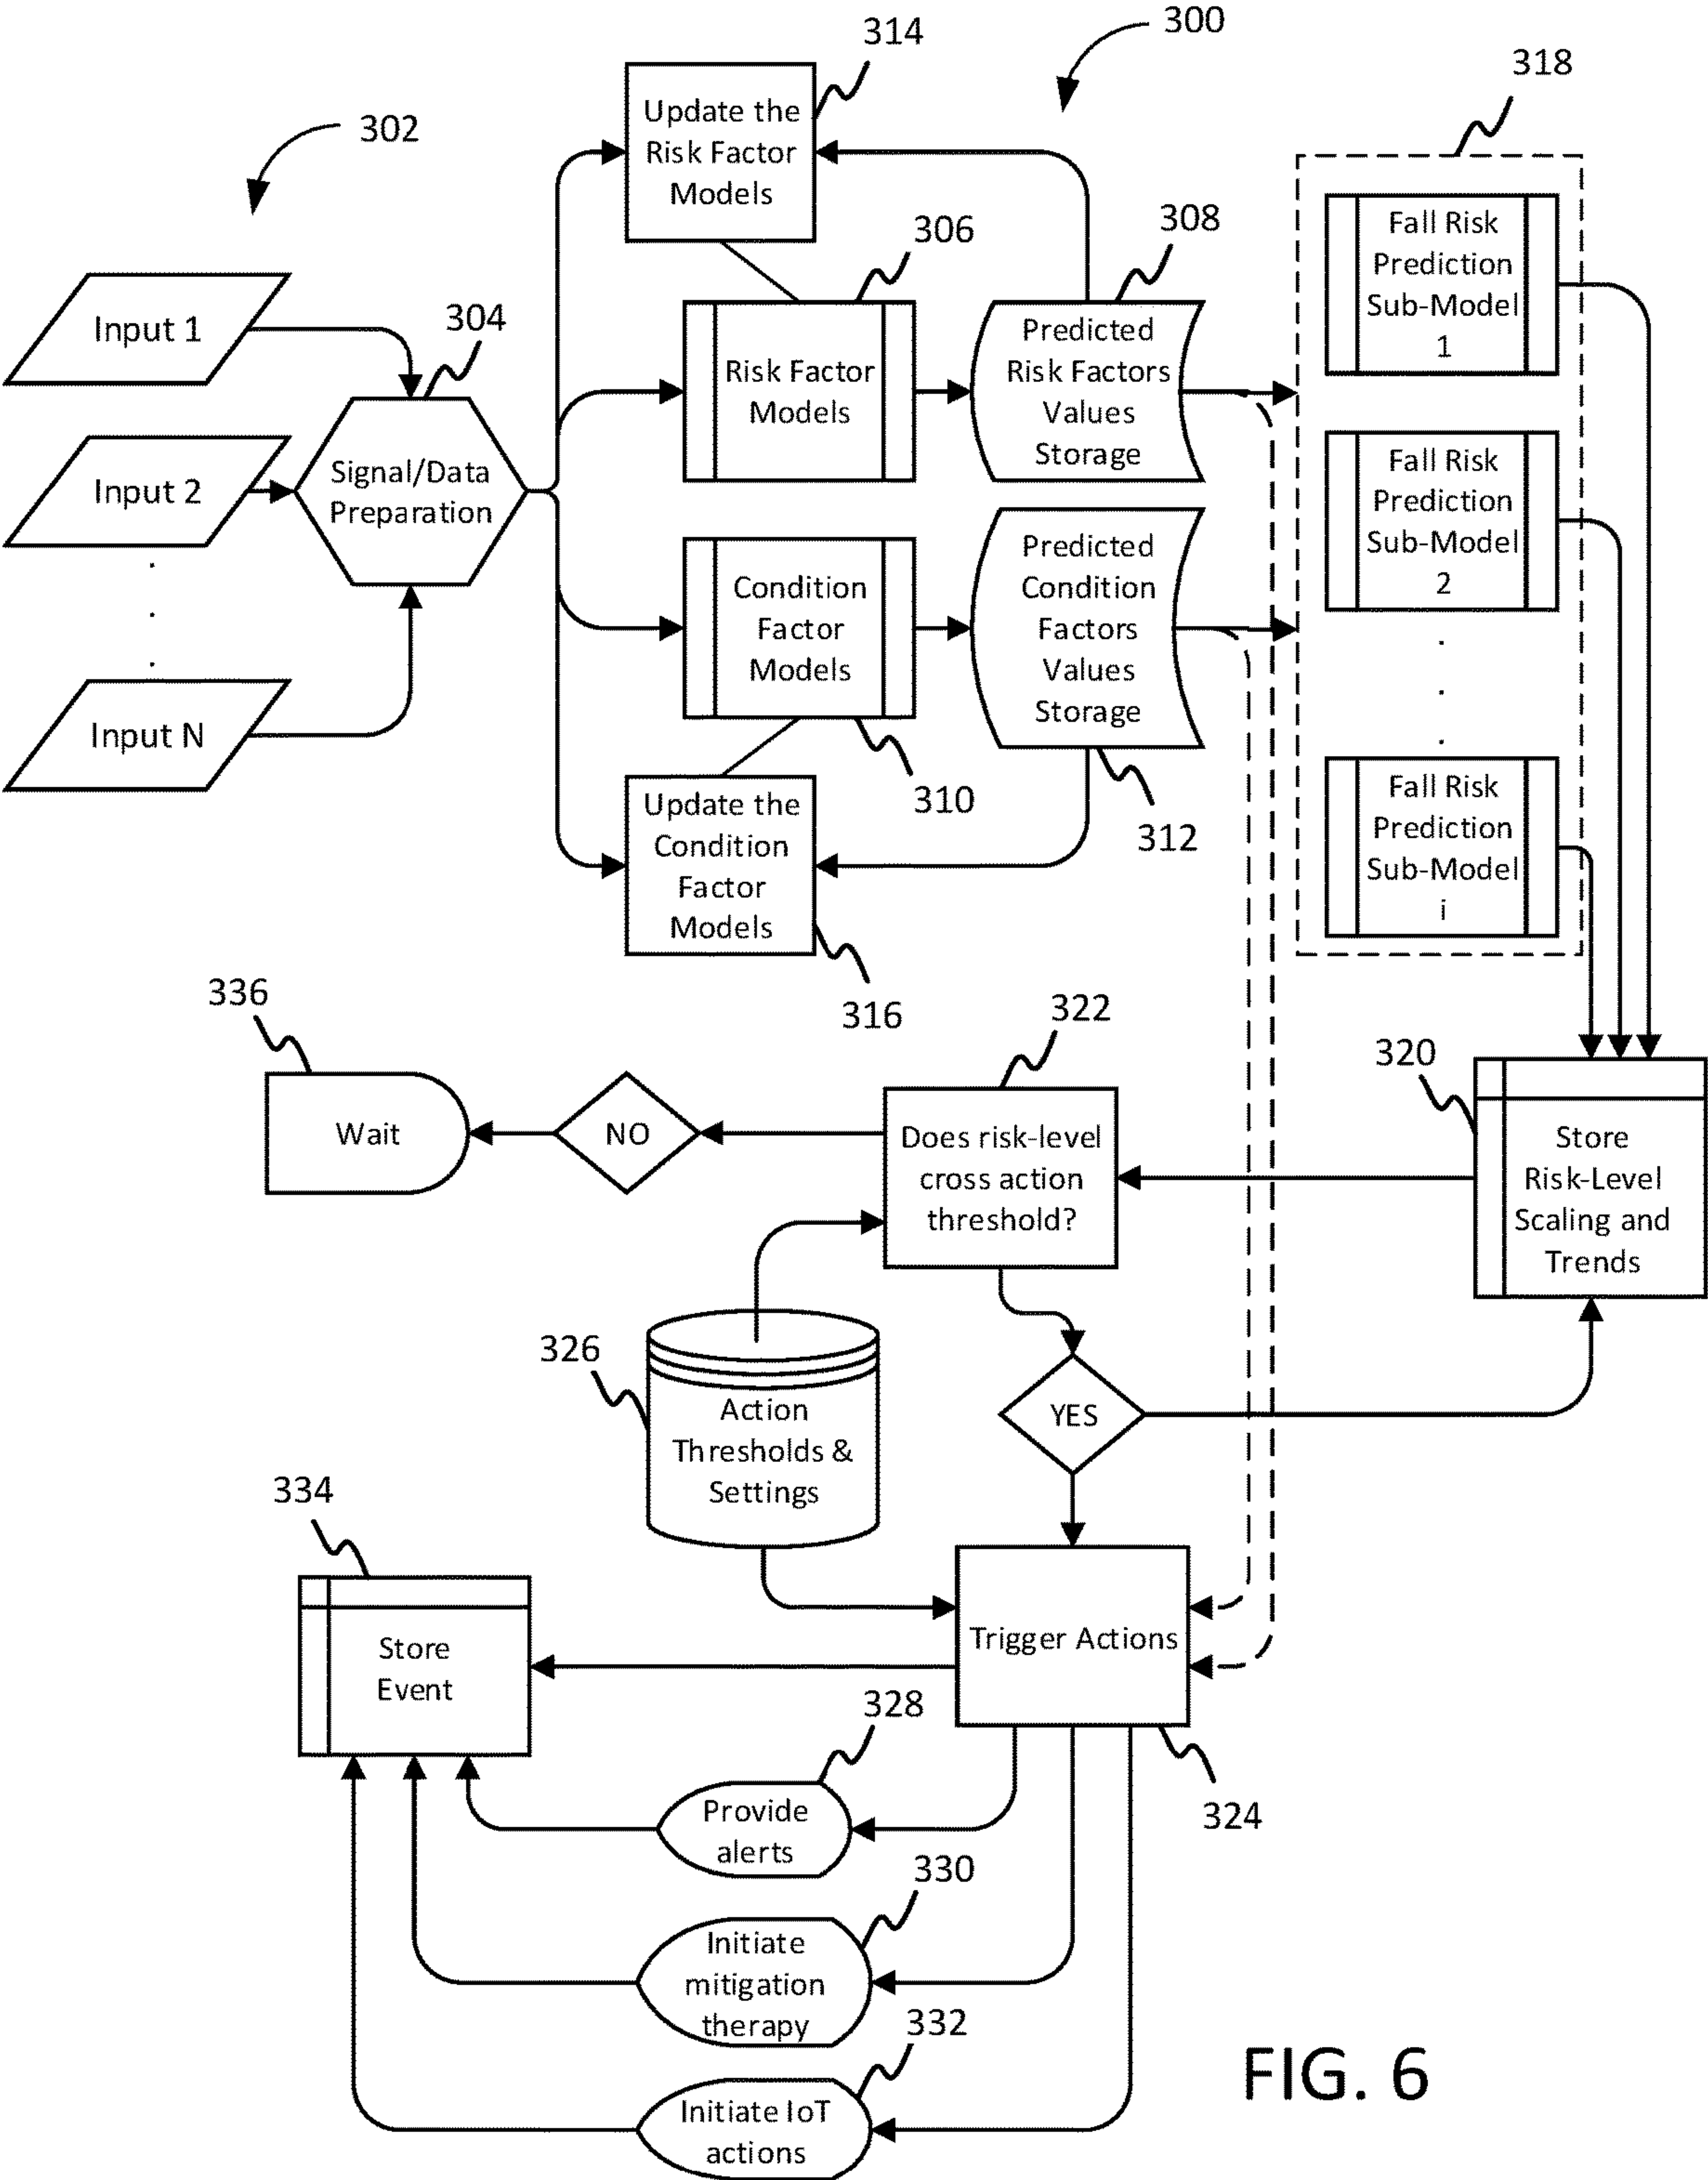 300
314
318
302
Update the
Risk Factor
Models
306
308
Fall Risk
Prediction
Sub-Model
1
Input 1
304
Risk Factor
Models
Predicted
Risk Factors
Values
Storage
Input 2
Signal/Data
Preparation
Fall Risk
Prediction
Sub-Model
2
.
.
.
Condition
Factor
Models
Predicted
Condition
Factors
Values
Storage
.
.
.
Input N
310
312
Update the
Condition
Factor
Models
Fall Risk
Prediction
Sub-Model
i
316
336
322
320
Wait
NO
Does risk-level
cross action
threshold?
Store
Risk-Level
Scaling and
Trends
326
Action
Thresholds &
Settings
YES
334
Store
Event
Trigger Actions
328
324
Provide
alerts
330
Initiate
mitigation
therapy
332
Initiate IoT
actions
FIG. 6